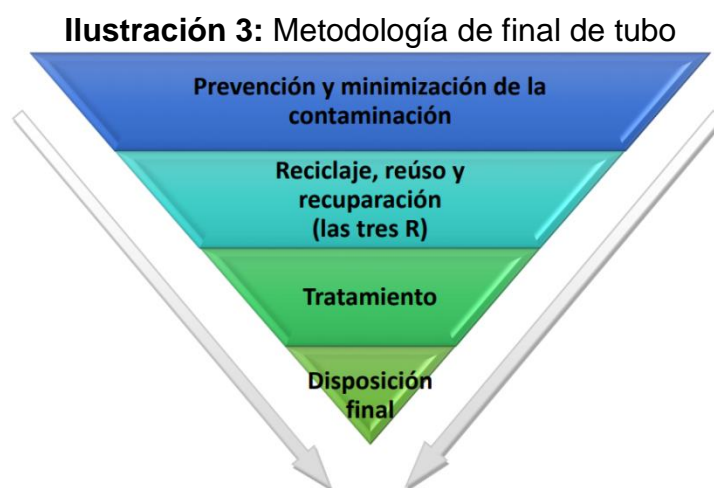 Ilustración 3: Metodología de final de tubo
Prevención y minimización de la
contaminación
Reciclaje, reúso y
recuparación
(las tres R)
Tratamiento
Disposición
final